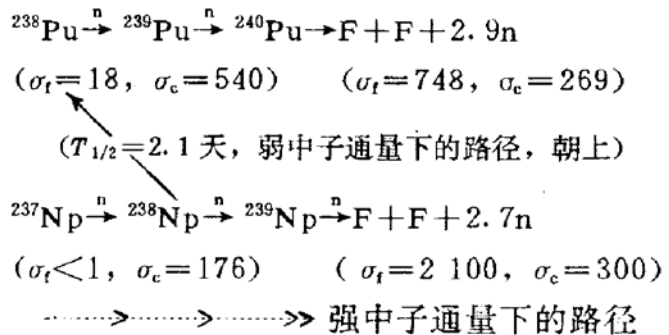 ²³⁸Pu →ⁿ ²³⁹Pu →ⁿ ²⁴⁰Pu→F+F+2.9n
(σf=18, σc=540) (σf=748, σc=269)
(T1/2=2.1天,弱中子通量下的路径,朝上)
²³⁷Np →ⁿ ²³⁸Np →ⁿ ²³⁹Np→F+F+2.7n
(σf<1, σc=176) (σf=2 100, σc=300)
强中子通量下的路径